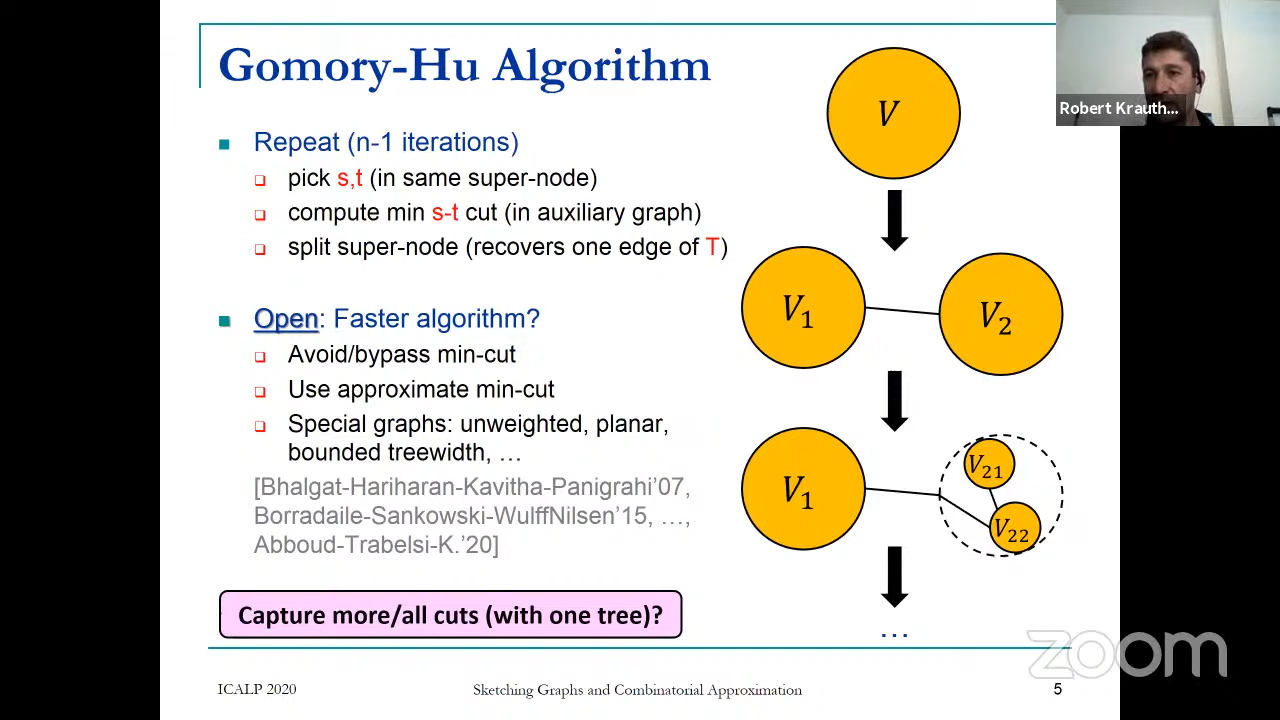 Gomory-Hu Algorithm
Robert Krauth...
Repeat (n-1 iterations)
pick s,t (in same super-node)
compute min s-t cut (in auxiliary graph)
split super-node (recovers one edge of T)
Open: Faster algorithm?
Avoid/bypass min-cut
Use approximate min-cut
Special graphs: unweighted, planar,
bounded treewidth, …
[Bhalgat-Hariharan-Kavitha-Panigrahi’07,
Borradaile-Sankowski-WulffNilsen’15, …,
Abboud-Trabelsi-K.’20]
Capture more/all cuts (with one tree)?
V
V₁
V₂
V₁
V₂₁
V₂₂
…
zoom
ICALP 2020
Sketching Graphs and Combinatorial Approximation
5